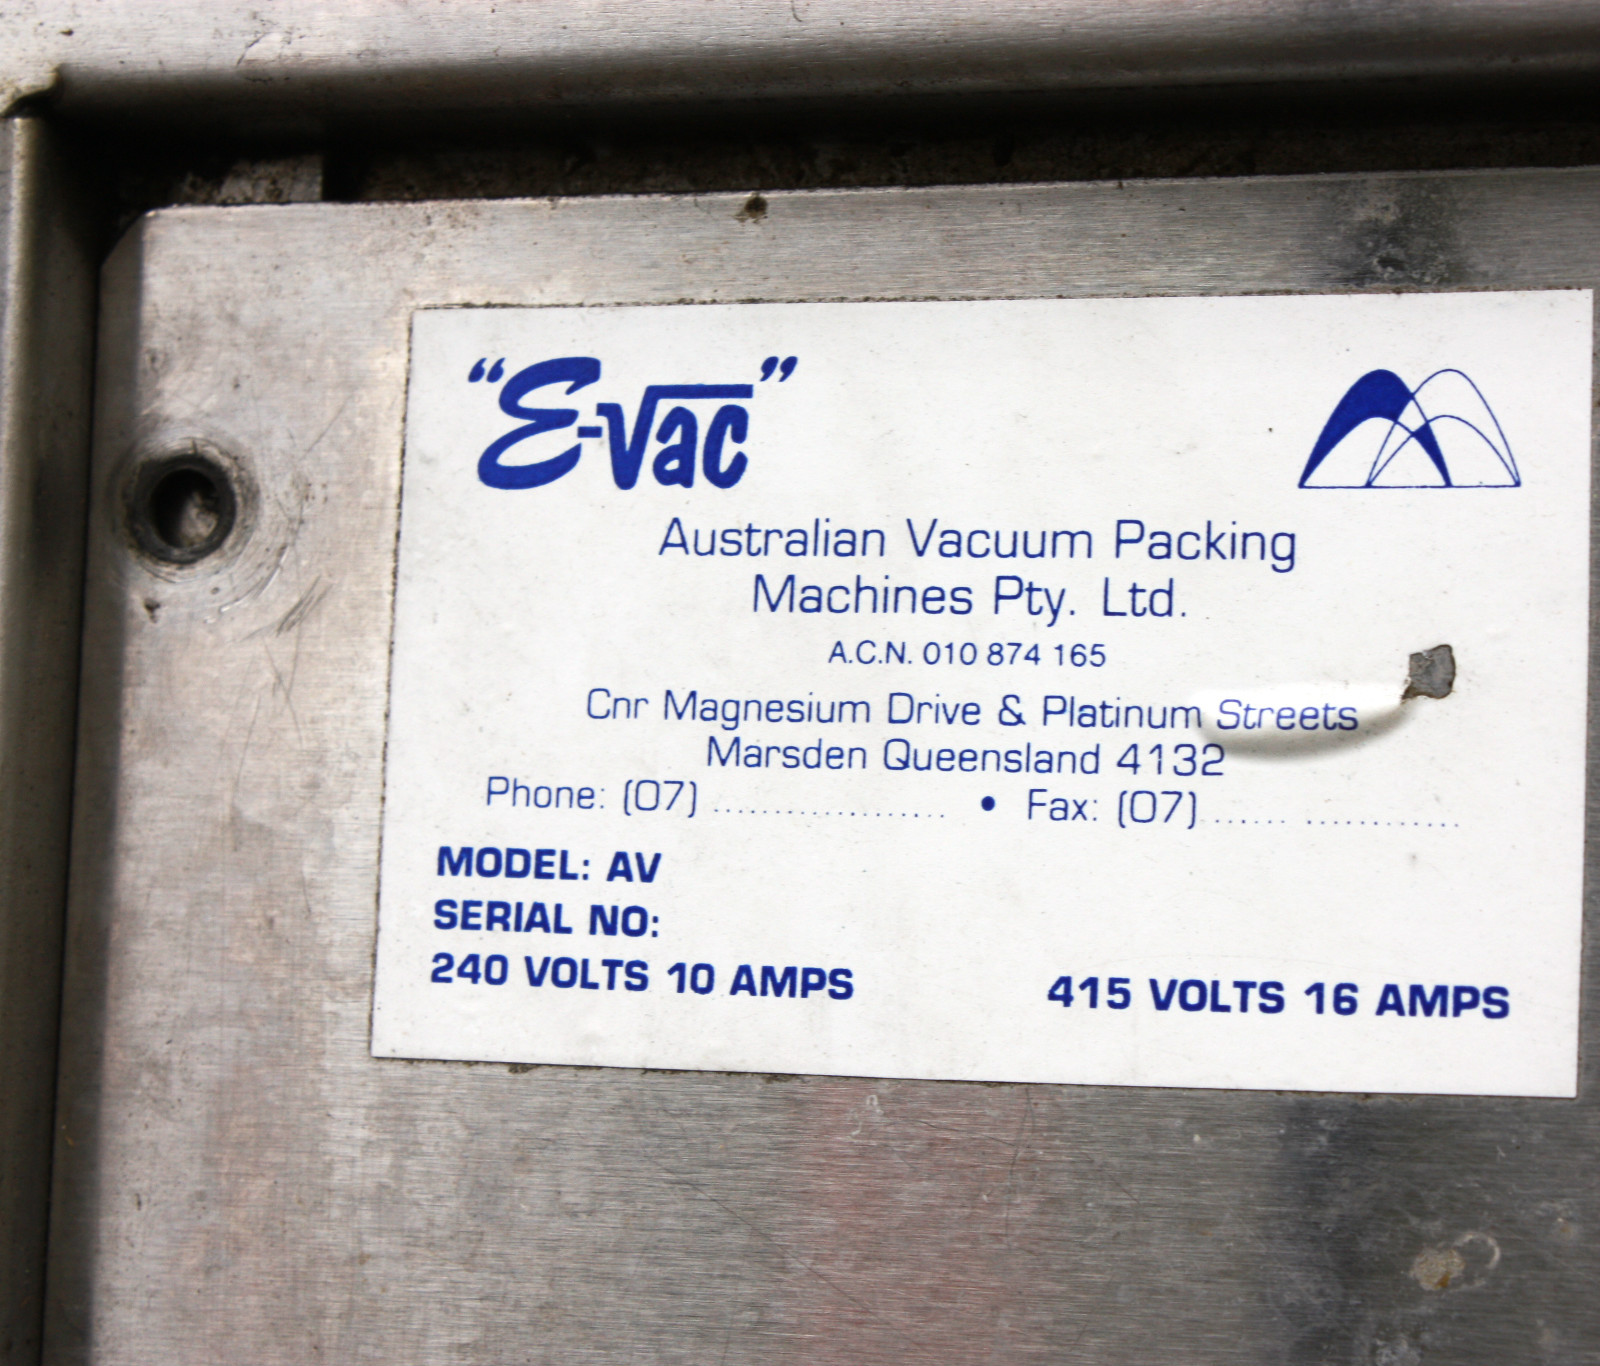 "E-Vac"
Australian Vacuum Packing
Machines Pty. Ltd.
A.C.N. 010 874 165
Cnr Magnesium Drive & Platinum Streets
Marsden Queensland 4132
Phone: (07) ................... • Fax: (07) ...... .............
MODEL: AV
SERIAL NO:
240 VOLTS 10 AMPS 415 VOLTS 16 AMPS